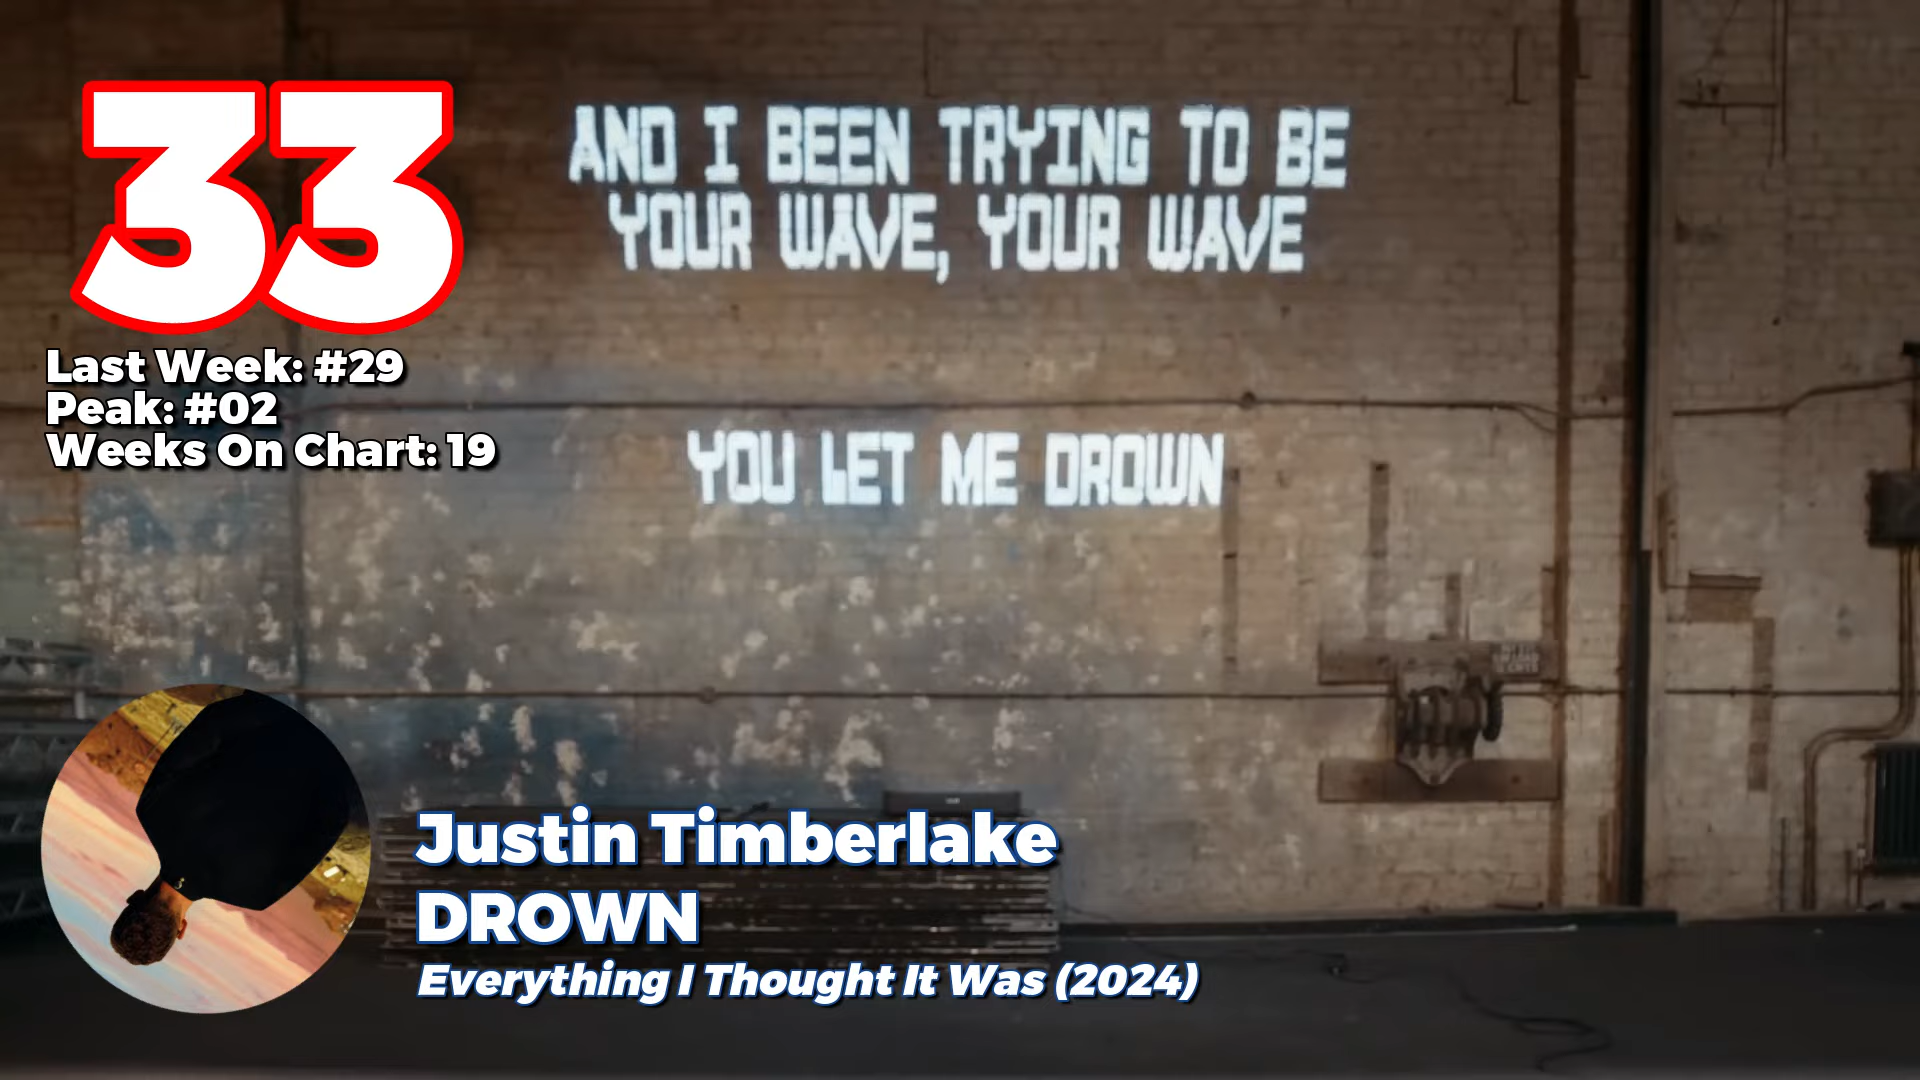 33
AND I BEEN TRYING TO BE
YOUR WAVE, YOUR WAVE
Last Week: #29
Peak: #02
Weeks On Chart: 19
YOU LET ME DROWN
Justin Timberlake
DROWN
Everything I Thought It Was (2024)